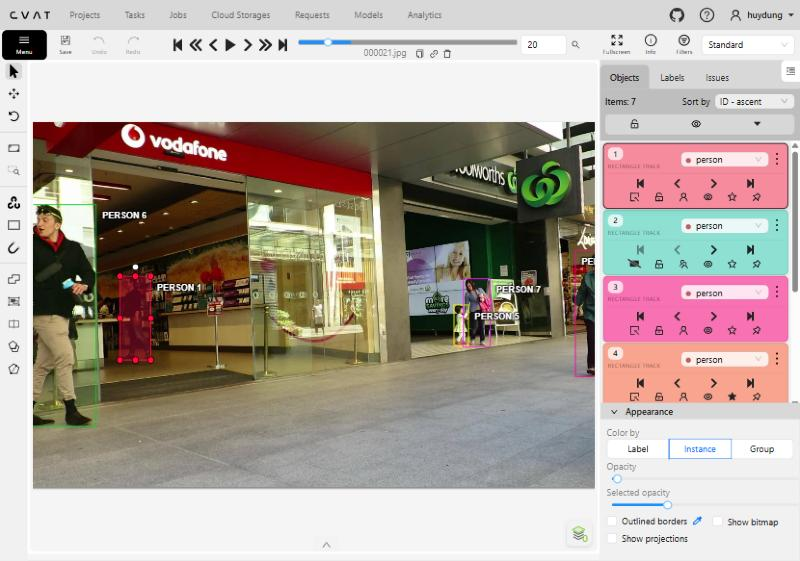 CVAT
Projects
Tasks
Jobs
Cloud Storages
Requests
Models
Analytics
huydung
Menu
Save
Undo
Redo
000021.jpg
20
Fullscreen
Info
Filters
Standard
Objects
Labels
Issues
Items: 7
Sort by
ID - ascent
1
person
RECTANGLE TRACK
2
person
RECTANGLE TRACK
3
person
RECTANGLE TRACK
4
person
RECTANGLE TRACK
Appearance
Color by
Label
Instance
Group
Opacity
Selected opacity
Outlined borders
Show bitmap
Show projections
vodafone
oolworths
PERSON 6
PERSON 1
PERSON 7
PERSON 5
PE